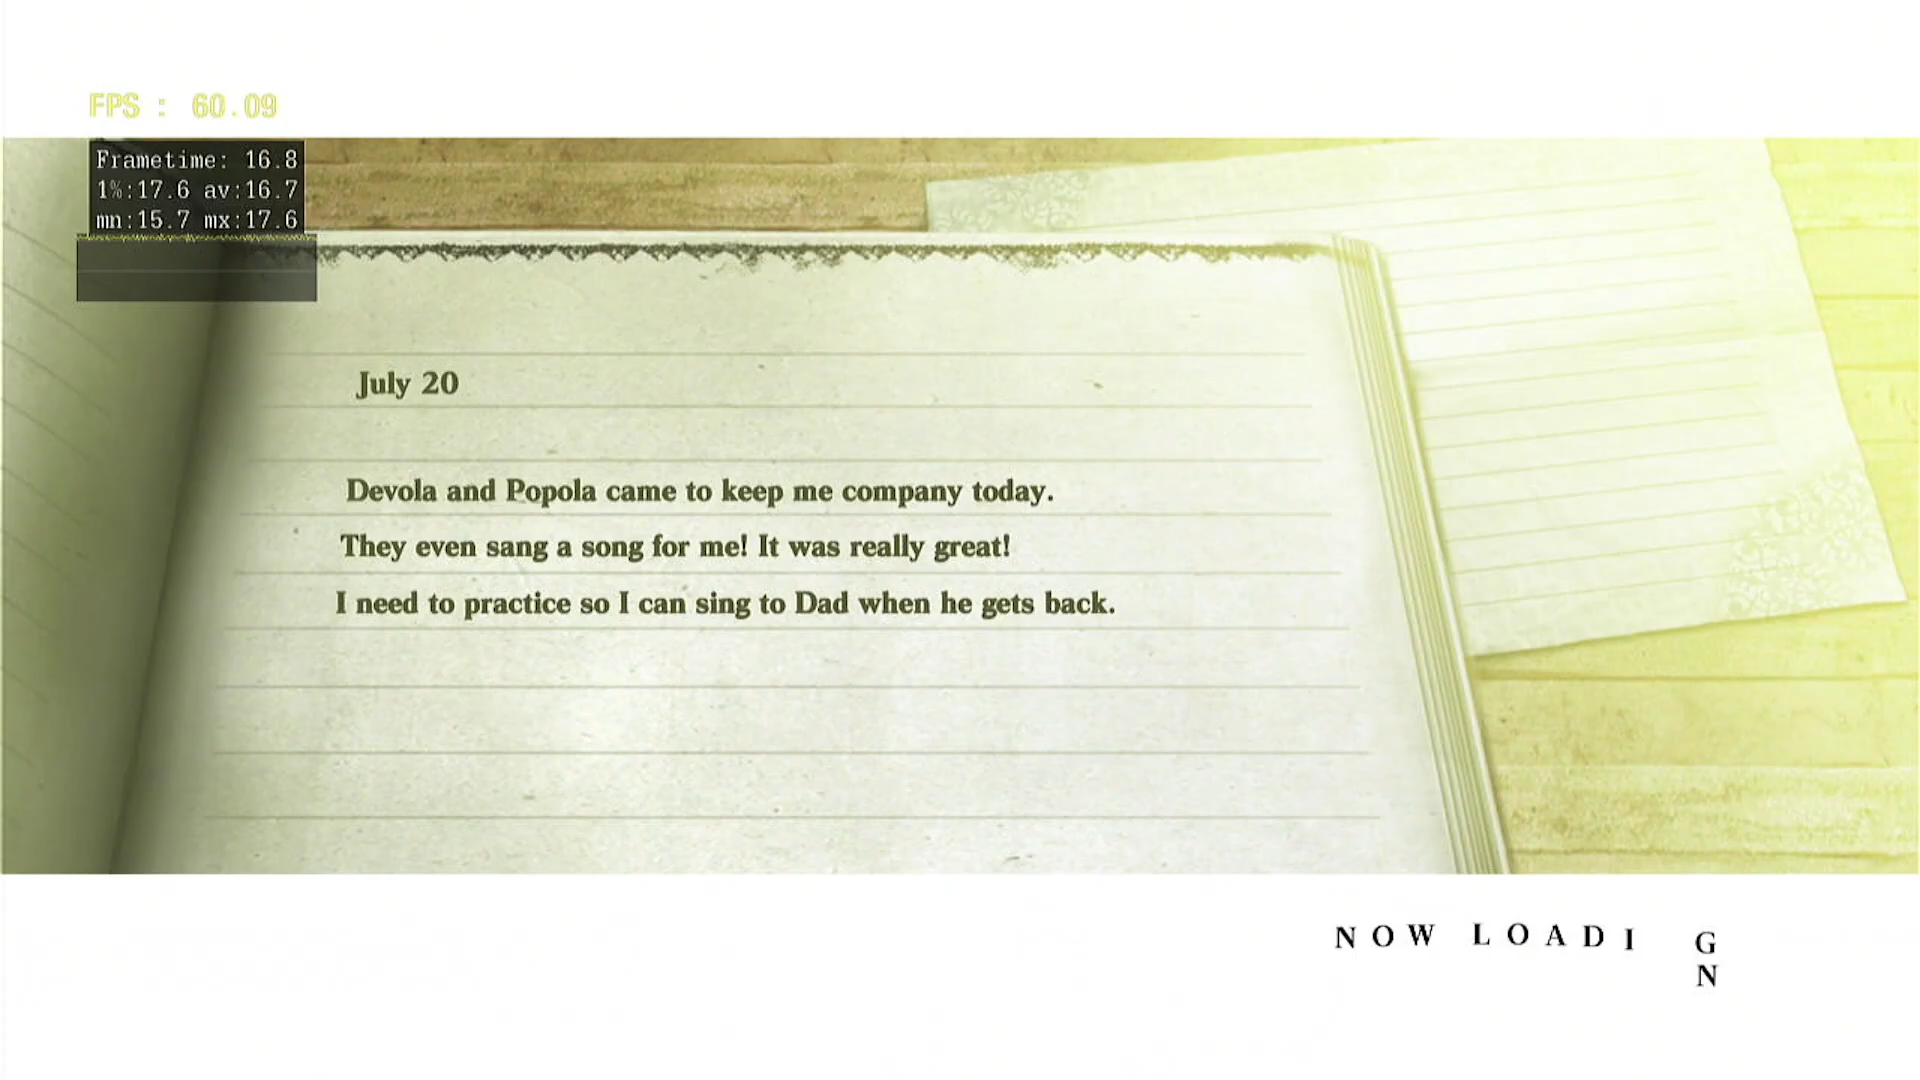 FPS : 60.09
Frametime: 16.8
1%:17.6 av:16.7
mn:15.7 mx:17.6
July 20
Devola and Popola came to keep me company today.
They even sang a song for me! It was really great!
I need to practice so I can sing to Dad when he gets back.
NOW LOADI G
N